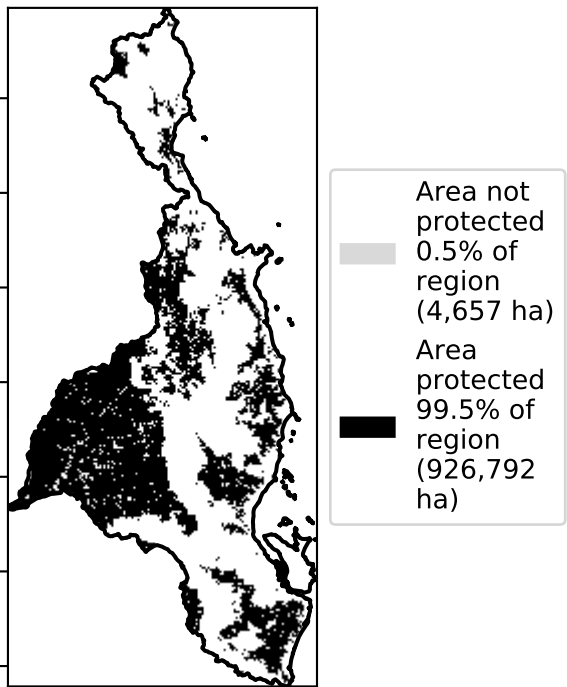 Area not
protected
0.5% of
region
(4,657 ha)
Area
protected
99.5% of
region
(926,792
ha)